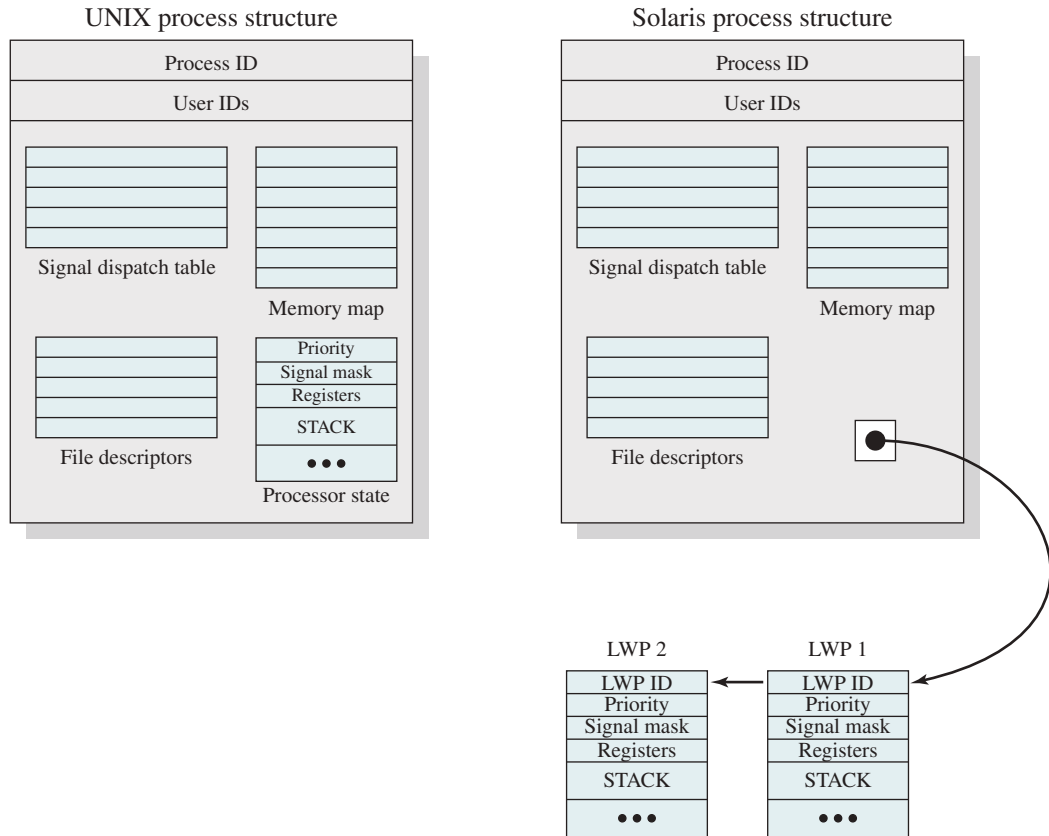 UNIX process structure
Process ID
User IDs
Signal dispatch table
Memory map
File descriptors
Priority
Signal mask
Registers
STACK
•••
Processor state
Solaris process structure
Process ID
User IDs
Signal dispatch table
Memory map
File descriptors
LWP 2
LWP ID
Priority
Signal mask
Registers
STACK
•••
LWP 1
LWP ID
Priority
Signal mask
Registers
STACK
•••